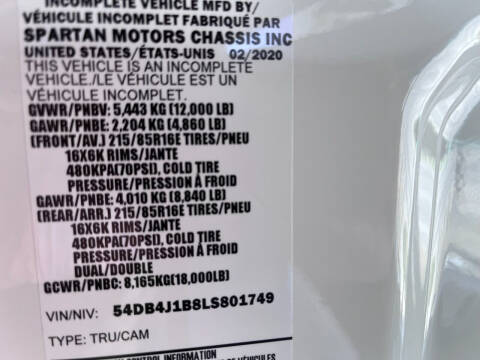 INCOMPLETE VEHICLE MFD BY/
VÉHICULE INCOMPLET FABRIQUÉ PAR
SPARTAN MOTORS CHASSIS INC
UNITED STATES/ÉTATS-UNIS 02/2020
THIS VEHICLE IS AN INCOMPLETE
VEHICLE./LE VÉHICULE EST UN
VÉHICULE INCOMPLET.
GVWR/PNBV: 5,443 KG (12,000 LB)
GAWR/PNBE: 2,204 KG (4,860 LB)
(FRONT/AV.) 215/85R16E TIRES/PNEU
16X6K RIMS/JANTE
480KPA(70PSI), COLD TIRE
PRESSURE/PRESSION À FROID
GAWR/PNBE: 4,010 KG (8,840 LB)
(REAR/ARR.) 215/85R16E TIRES/PNEU
16X6K RIMS/JANTE
480KPA(70PSI), COLD TIRE
PRESSURE/PRESSION À FROID
DUAL/DOUBLE
GCWR/PNBC: 8,165KG(18,000LB)
VIN/NIV: 54DB4J1B8LS801749
TYPE: TRU/CAM
CONTROL INFORMATION
DE VÉHICULES